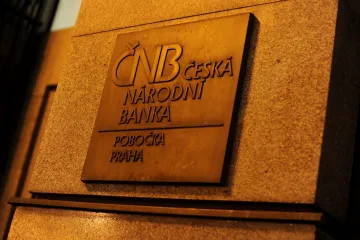 ČNB ČESKÁ
NÁRODNÍ
BANKA
POBOČKA
PRAHA